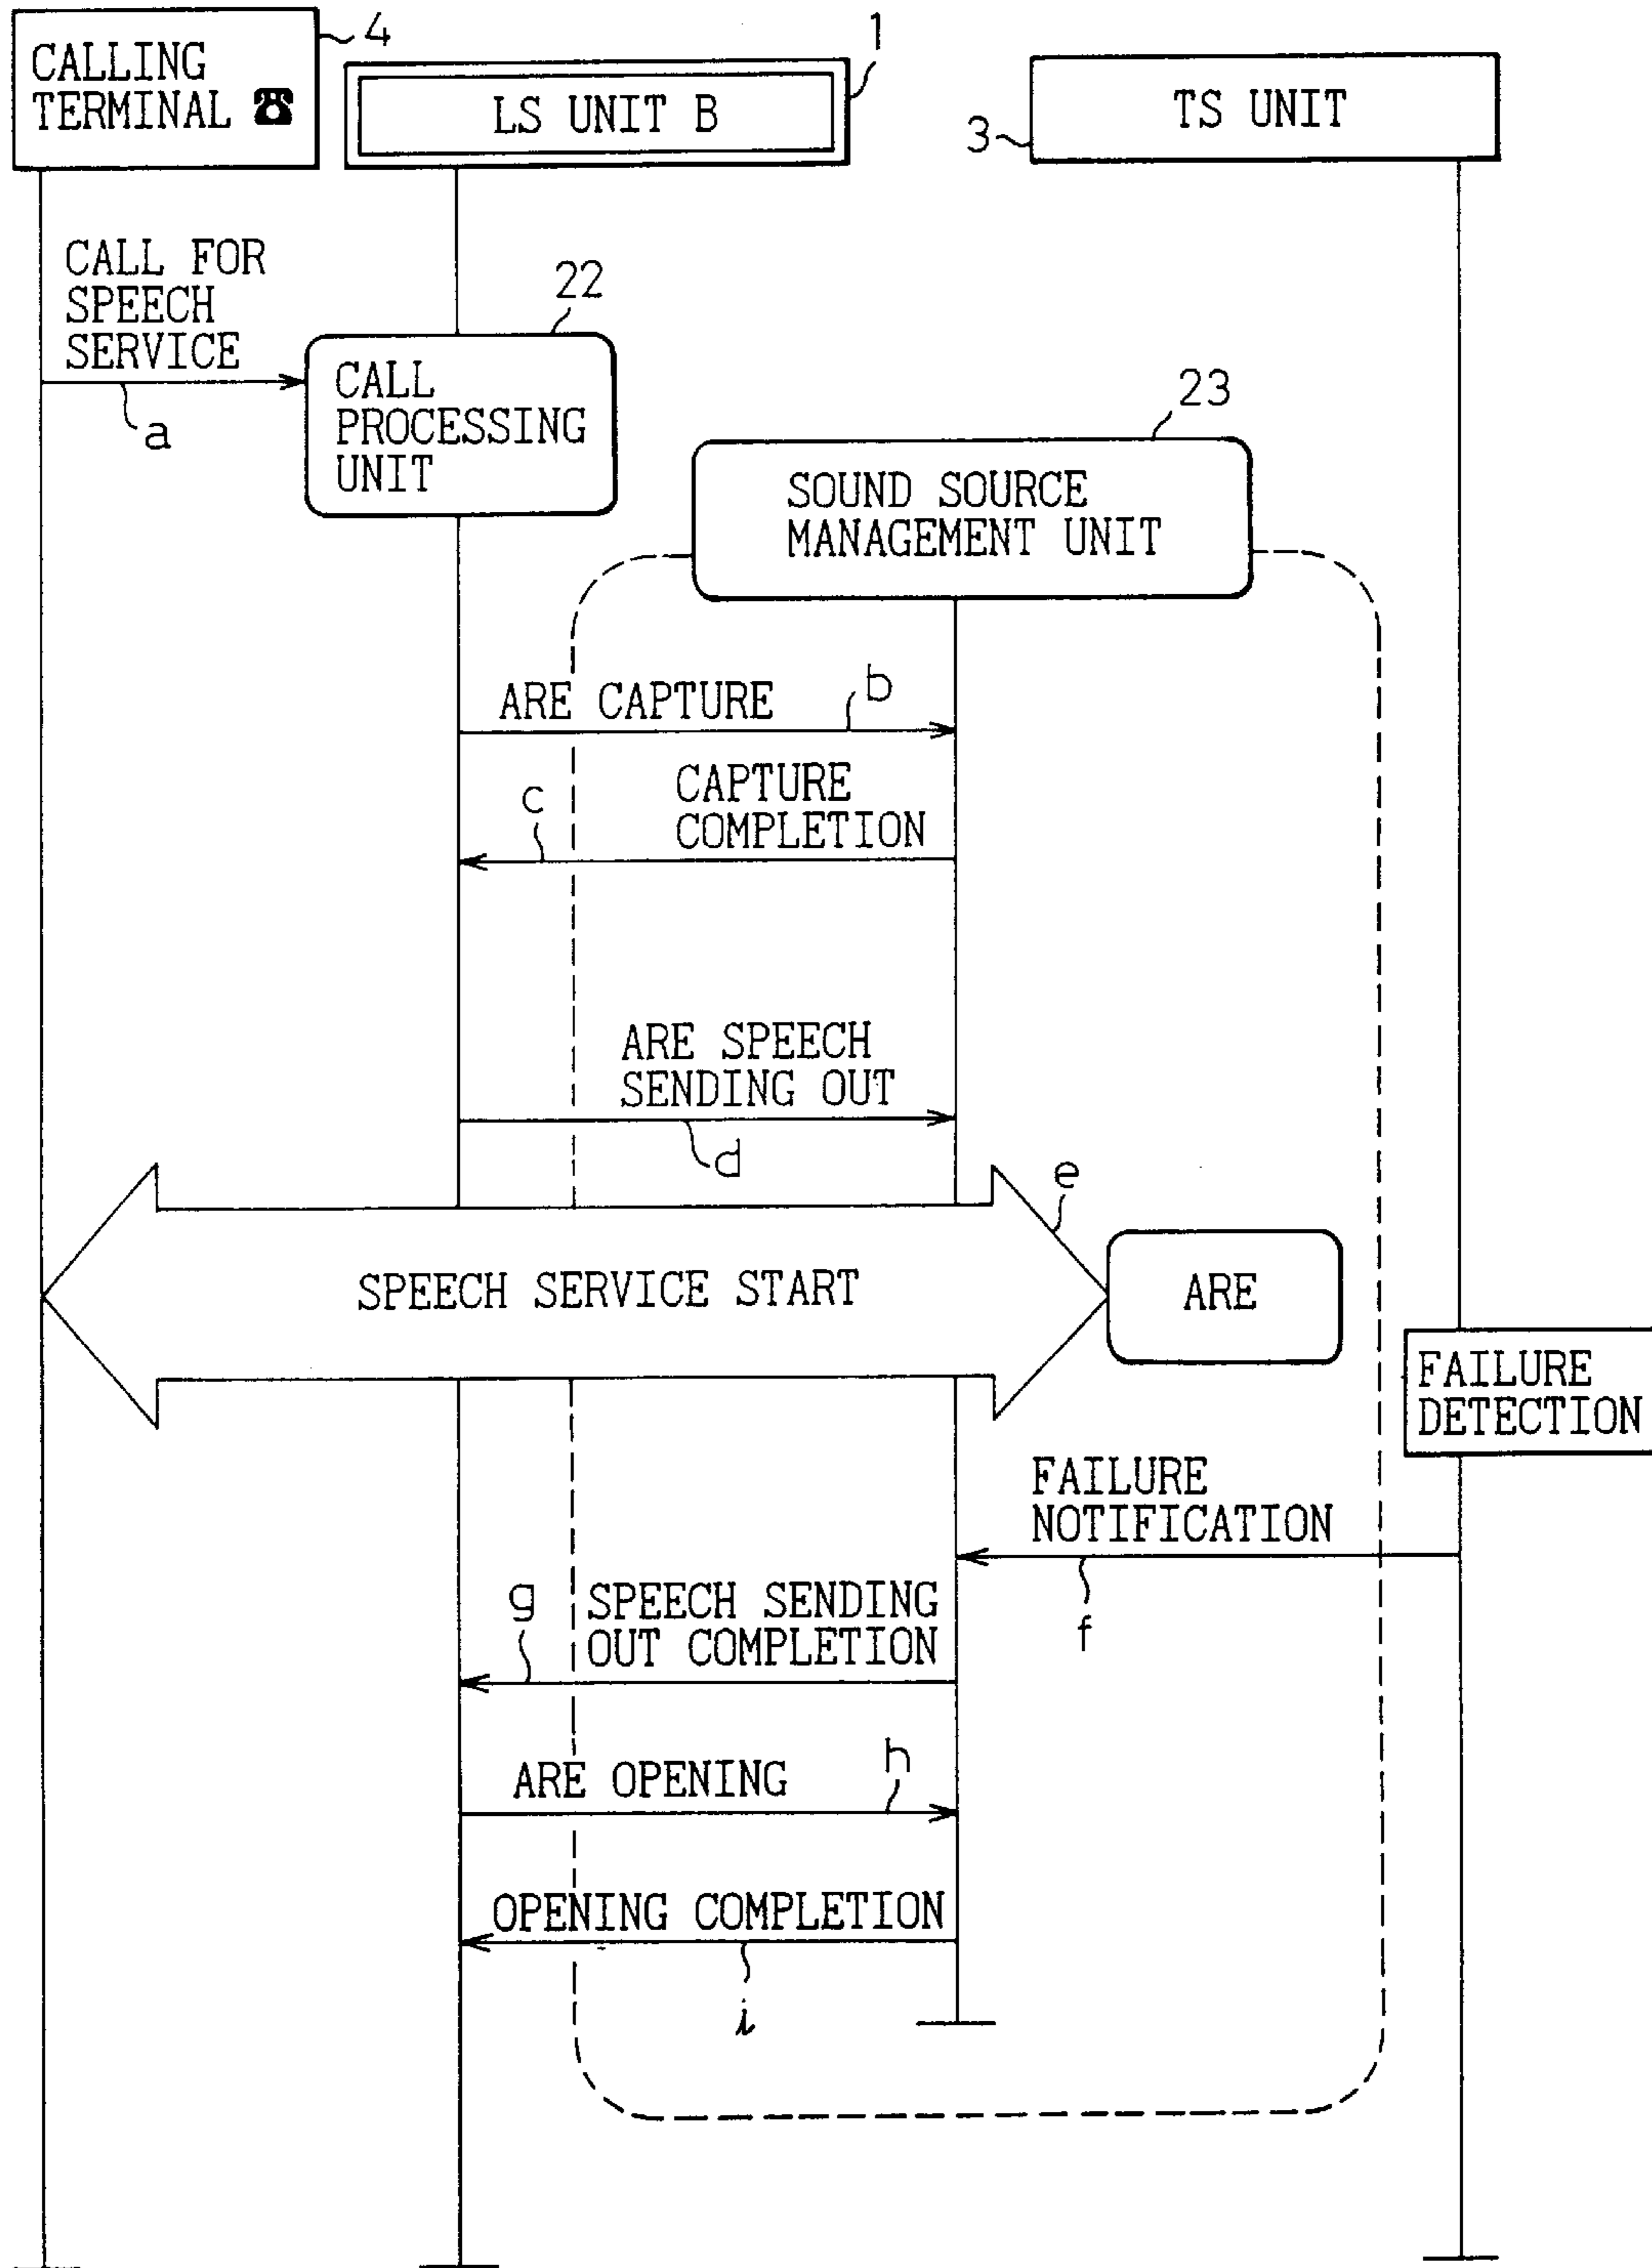 4
1
CALLING
TERMINAL ☎
LS UNIT B
3
TS UNIT
CALL FOR
SPEECH
SERVICE
a
22
CALL
PROCESSING
UNIT
23
SOUND SOURCE
MANAGEMENT UNIT
ARE CAPTURE
b
CAPTURE
COMPLETION
c
ARE SPEECH
SENDING OUT
d
e
SPEECH SERVICE START
ARE
FAILURE
DETECTION
FAILURE
NOTIFICATION
f
g
SPEECH SENDING
OUT COMPLETION
ARE OPENING
h
OPENING COMPLETION
i